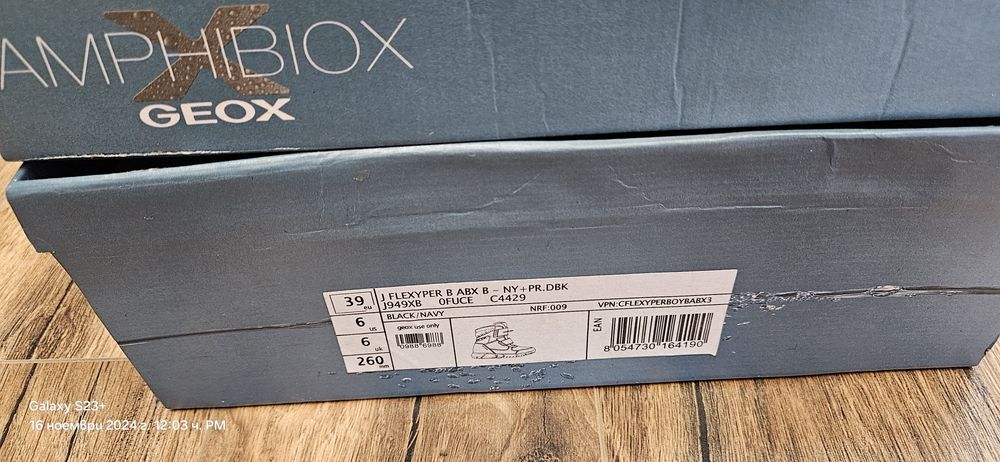 AMPHIBIOX
GEOX
39 eu
J FLEXYPER B ABX B - NY+PR.DBK
J949XB 0FUCE C4429
BLACK/NAVY NRF:009 VPN:CFLEXYPERBOYBABX3
6 us
6 uk
260 mm
geox use only
0988 6988
EAN
8 054730 164190
Galaxy S23+
16 ноември 2024 г. 12:03 ч. PM